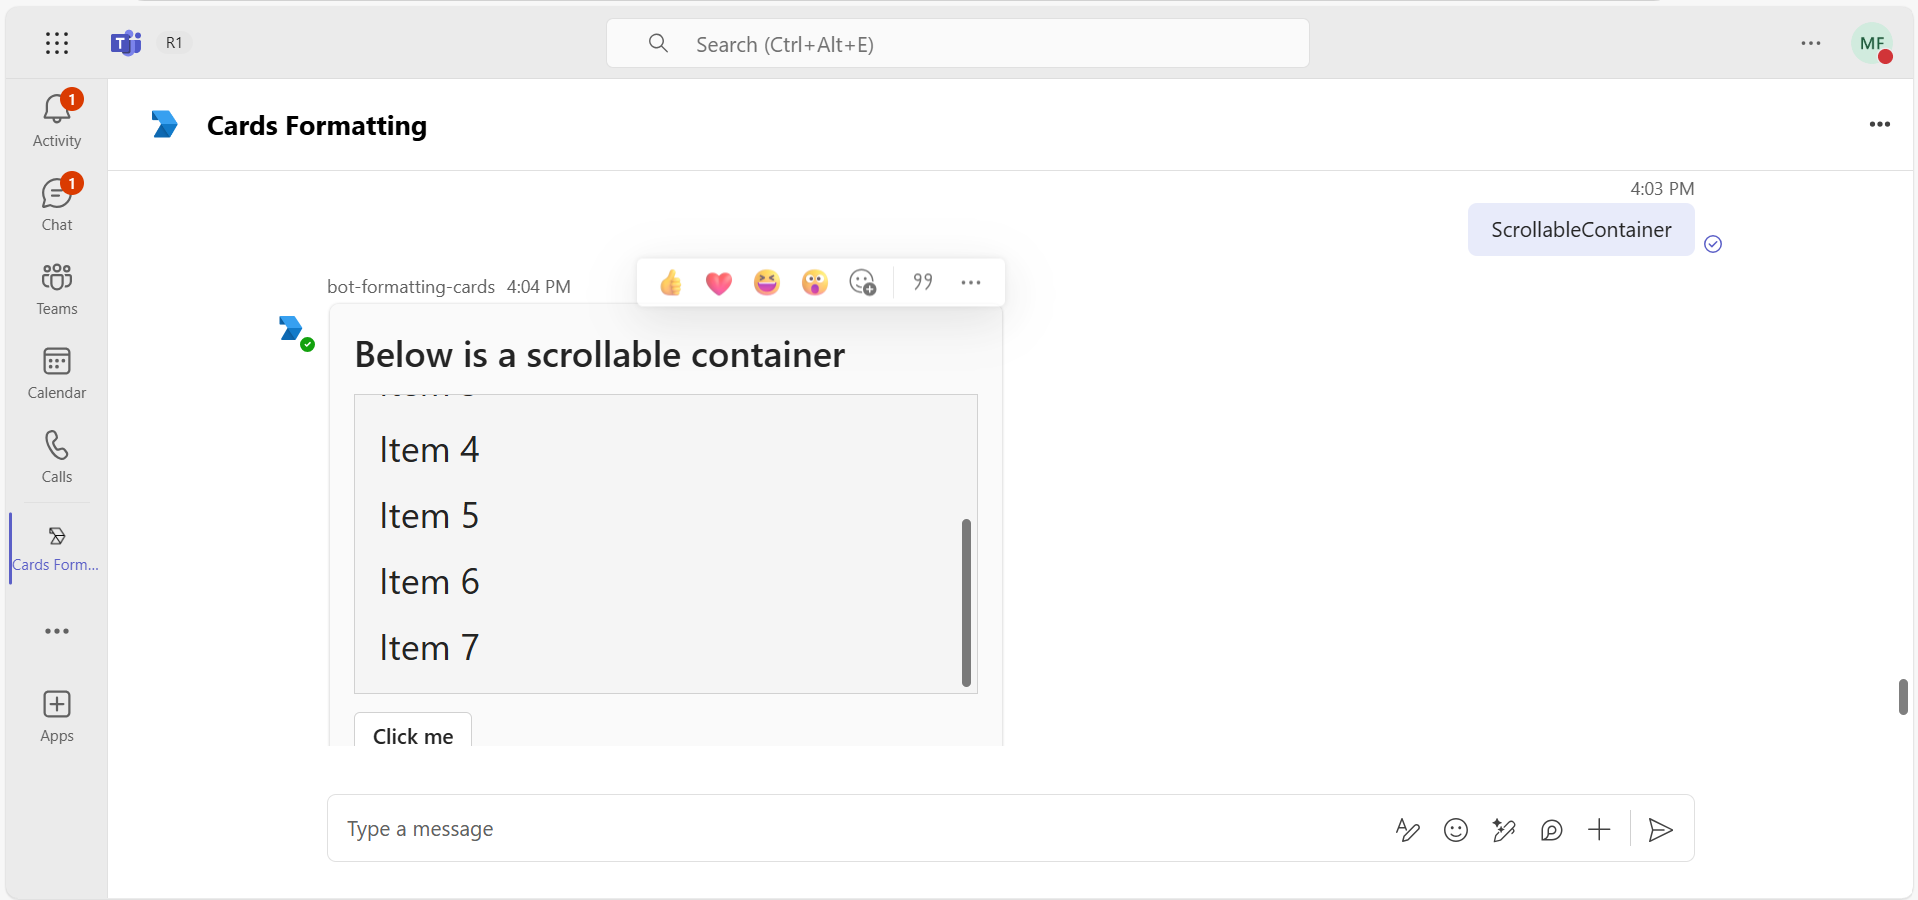 R1
Search (Ctrl+Alt+E)
MF
1
Activity
1
Chat
Teams
Calendar
Calls
Cards Form...
Apps
Cards Formatting
4:03 PM
ScrollableContainer
bot-formatting-cards 4:04 PM
Below is a scrollable container
Item 4
Item 5
Item 6
Item 7
Click me
Type a message